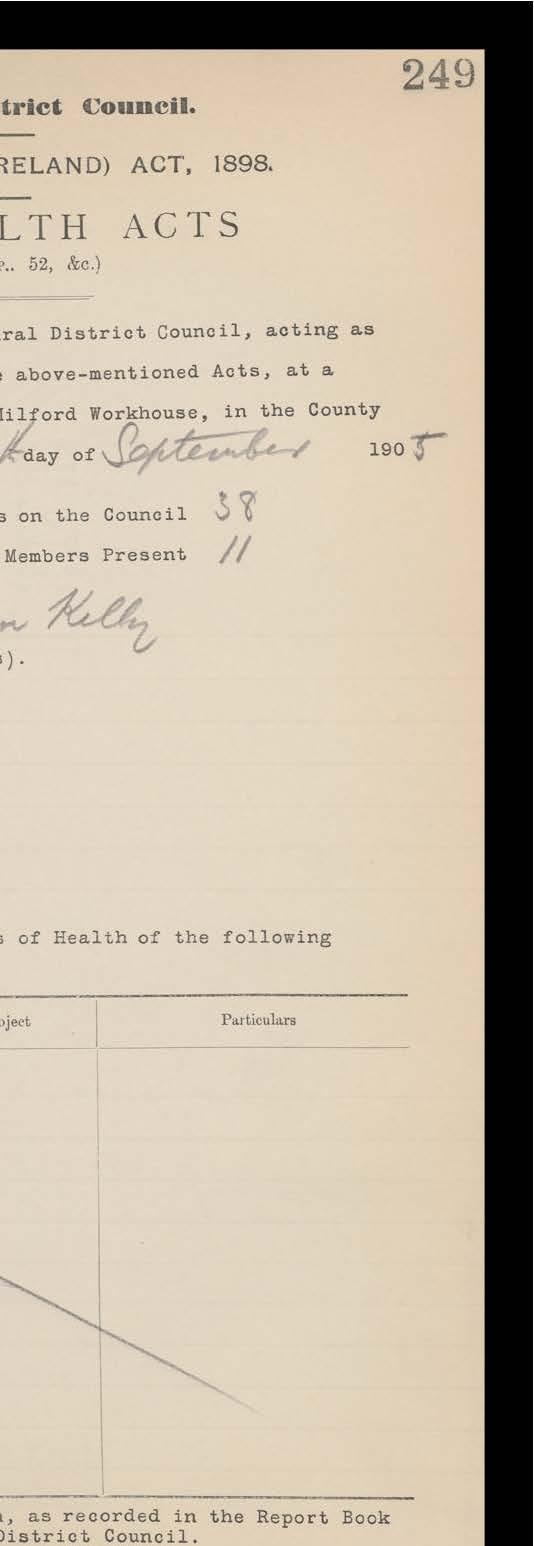 249
trict Council.
RELAND) ACT, 1898.
LTH ACTS
52, &c.)
ral District Council, acting as
above-mentioned Acts, at a
Milford Workhouse, in the County
day of September 1905
s on the Council 38
Members Present 11
Kelly
s).
s of Health of the following
bject Particulars
, as recorded in the Report Book
District Council.